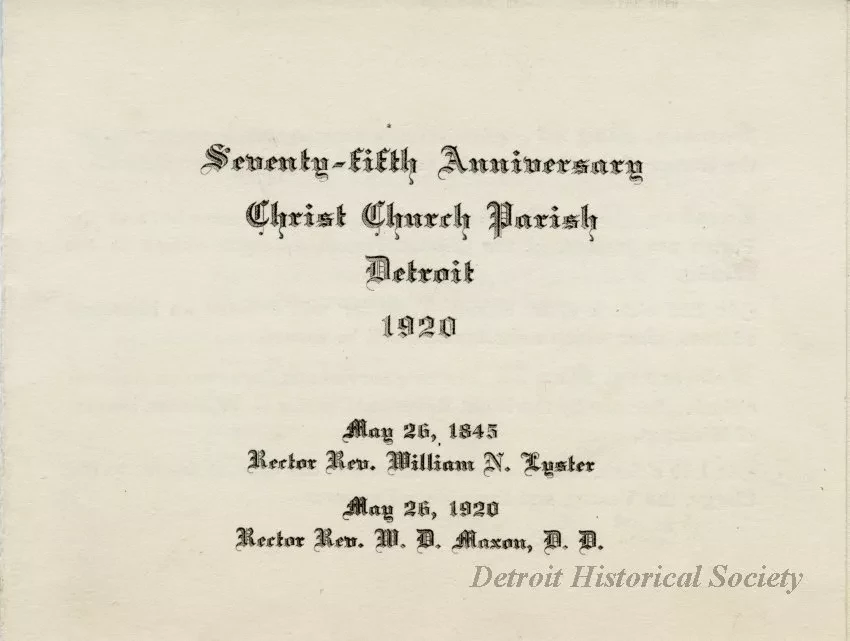 Seventy-fifth Anniversary
Christ Church Parish
Detroit
1920
May 26, 1845
Rector Rev. William N. Lyster
May 26, 1920
Rector Rev. W. D. Maxon, D. D.
Detroit Historical Society